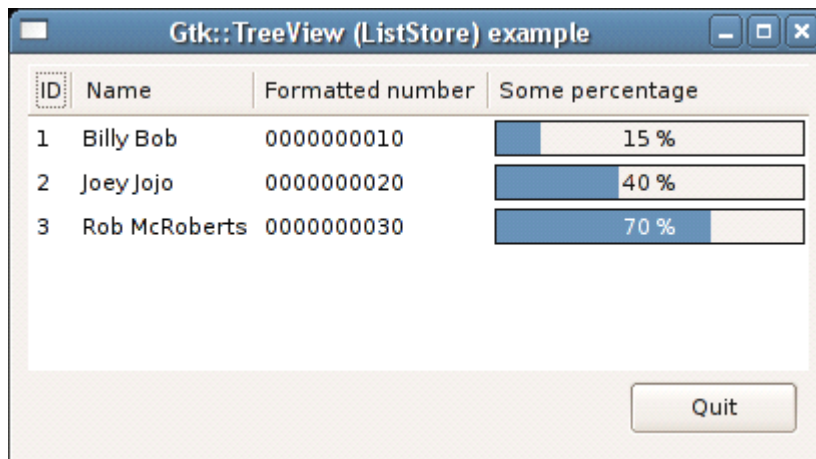 Gtk::TreeView (ListStore) example
ID Name Formatted number Some percentage
1 Billy Bob 0000000010 15 %
2 Joey Jojo 0000000020 40 %
3 Rob McRoberts 0000000030 70 %
Quit